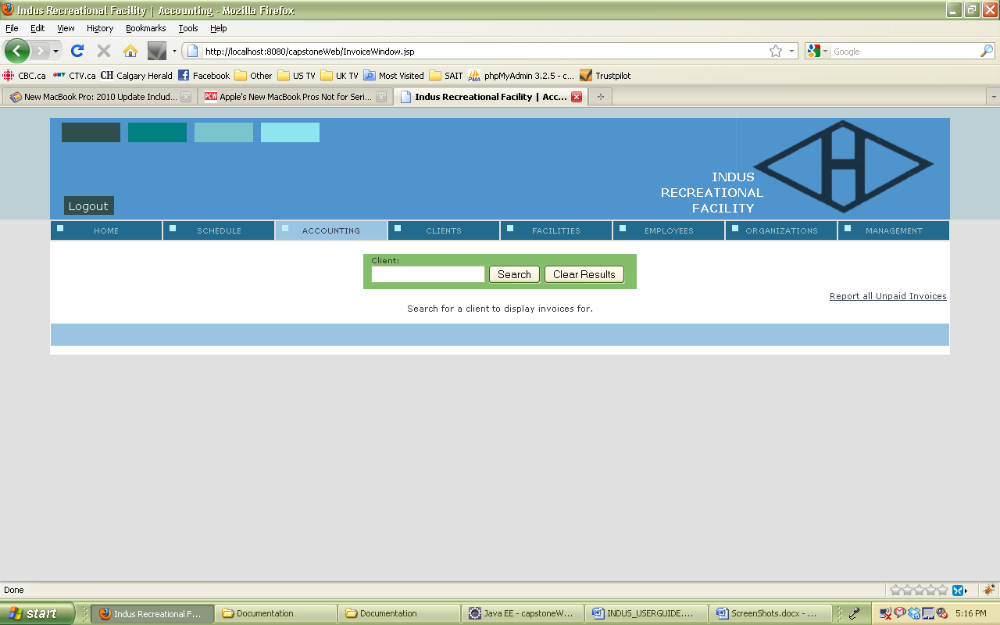 Indus Recreational Facility | Accounting - Mozilla Firefox
File Edit View History Bookmarks Tools Help
http://localhost:8080/capstoneWeb/InvoiceWindow.jsp Google
CBC.ca CTV.ca CH Calgary Herald Facebook Other US TV UK TV Most Visited SAIT PMA phpMyAdmin 3.2.5 - c... Trustpilot
New MacBook Pro: 2010 Update Includ... PCW Apple's New MacBook Pros Not for Seri... Indus Recreational Facility | Acc...
INDUS
RECREATIONAL
FACILITY
Logout
HOME SCHEDULE ACCOUNTING CLIENTS FACILITIES EMPLOYEES ORGANIZATIONS MANAGEMENT
Client:
Search Clear Results
Report all Unpaid Invoices
Search for a client to display invoices for.
Done
start Indus Recreational F... Documentation Documentation Java EE - capstoneW... INDUS_USERGUIDE.... ScreenShots.docx - ... 5:16 PM